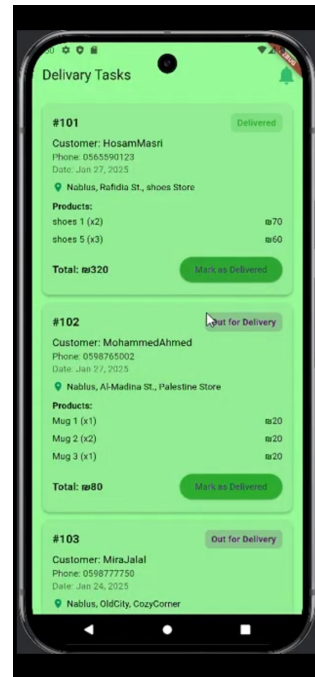 Delivary Tasks
#101 Delivered
Customer: HosamMasri
Phone: 0565590123
Date: Jan 27, 2025
Nablus, Rafidia St., shoes Store
Products:
shoes 1 (x2) ₪70
shoes 5 (x3) ₪60
Total: ₪320 Mark as Delivered
#102 Out for Delivery
Customer: MohammedAhmed
Phone: 0598765002
Date: Jan 27, 2025
Nablus, Al-Madina St., Palestine Store
Products:
Mug 1 (x1) ₪20
Mug 2 (x2) ₪20
Mug 3 (x1) ₪20
Total: ₪80 Mark as Delivered
#103 Out for Delivery
Customer: MiraJalal
Phone: 0598777750
Date: Jan 24, 2025
Nablus, OldCity, CozyCorner